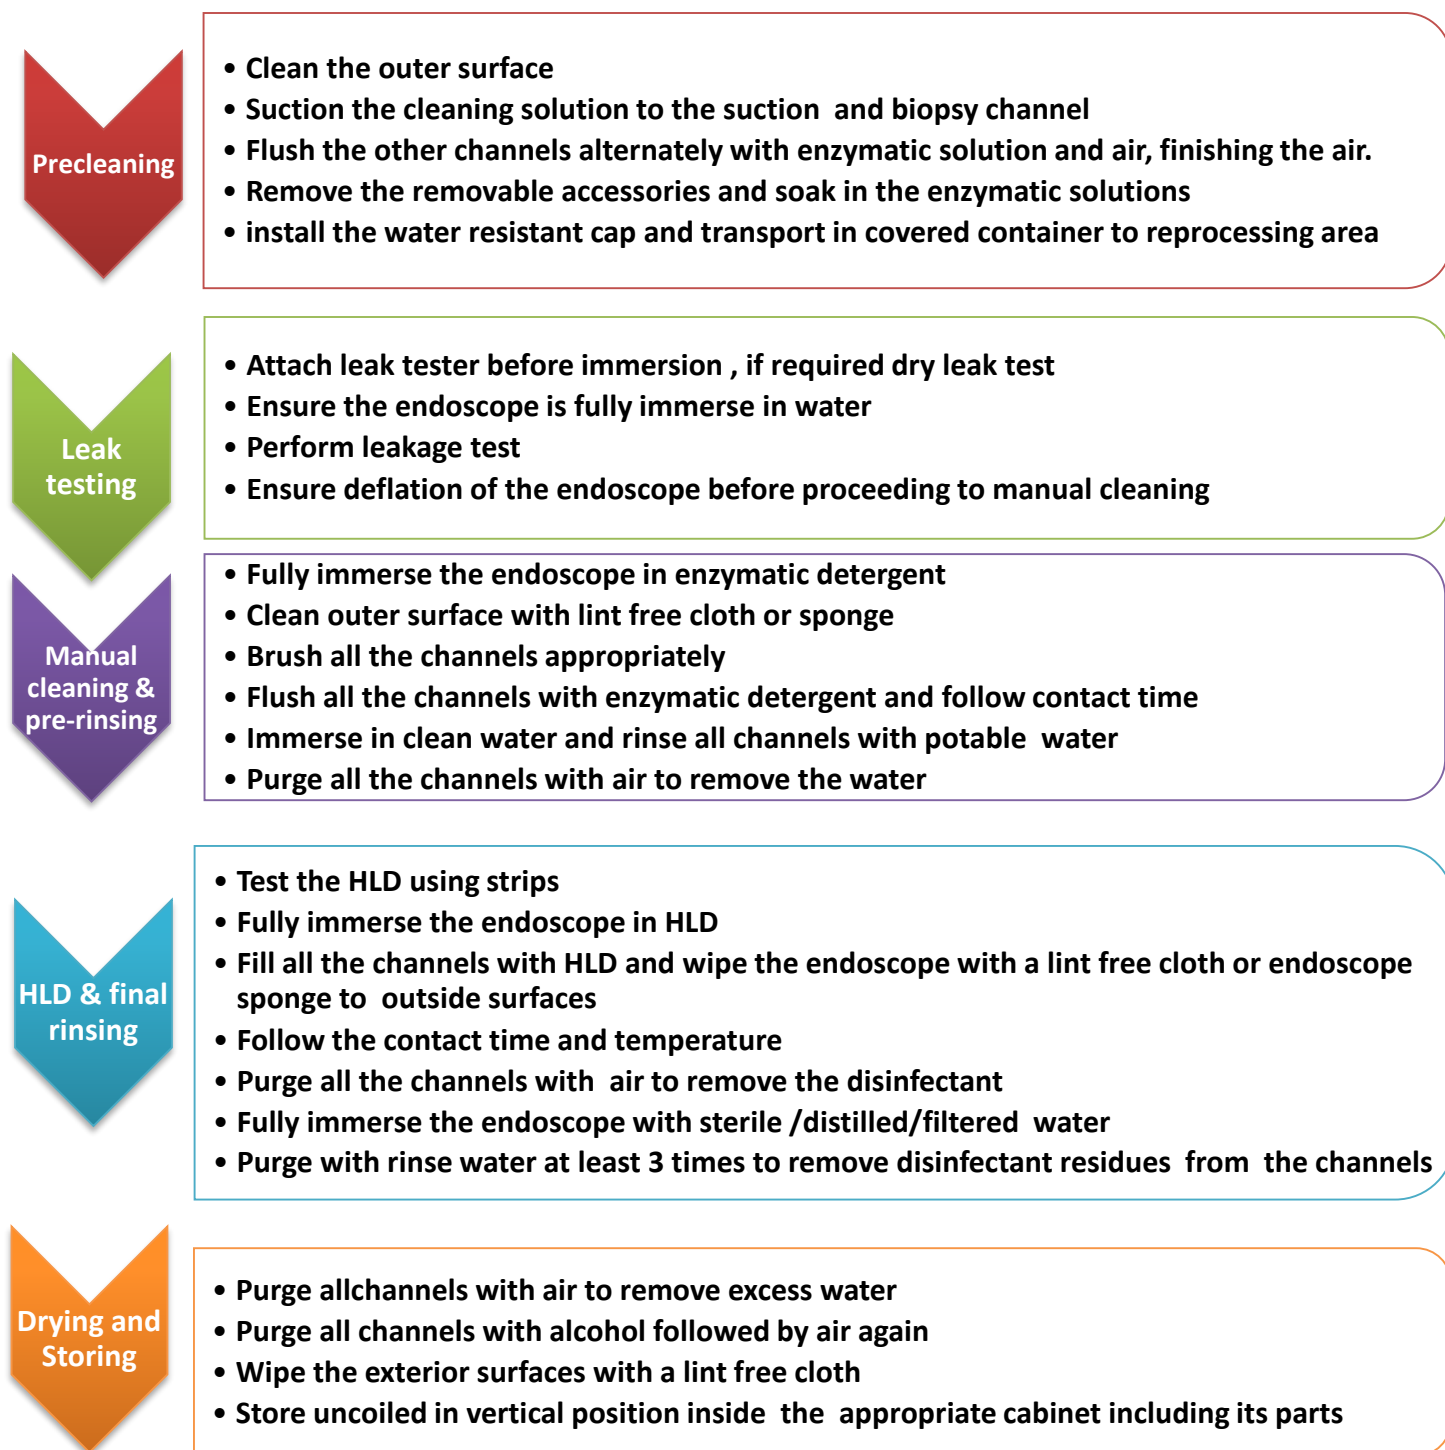 Precleaning
• Clean the outer surface
• Suction the cleaning solution to the suction and biopsy channel
• Flush the other channels alternately with enzymatic solution and air, finishing the air.
• Remove the removable accessories and soak in the enzymatic solutions
• install the water resistant cap and transport in covered container to reprocessing area
Leak
testing
• Attach leak tester before immersion , if required dry leak test
• Ensure the endoscope is fully immerse in water
• Perform leakage test
• Ensure deflation of the endoscope before proceeding to manual cleaning
Manual
cleaning &
pre-rinsing
• Fully immerse the endoscope in enzymatic detergent
• Clean outer surface with lint free cloth or sponge
• Brush all the channels appropriately
• Flush all the channels with enzymatic detergent and follow contact time
• Immerse in clean water and rinse all channels with potable water
• Purge all the channels with air to remove the water
HLD & final
rinsing
• Test the HLD using strips
• Fully immerse the endoscope in HLD
• Fill all the channels with HLD and wipe the endoscope with a lint free cloth or endoscope
sponge to outside surfaces
• Follow the contact time and temperature
• Purge all the channels with air to remove the disinfectant
• Fully immerse the endoscope with sterile /distilled/filtered water
• Purge with rinse water at least 3 times to remove disinfectant residues from the channels
Drying and
Storing
• Purge allchannels with air to remove excess water
• Purge all channels with alcohol followed by air again
• Wipe the exterior surfaces with a lint free cloth
• Store uncoiled in vertical position inside the appropriate cabinet including its parts